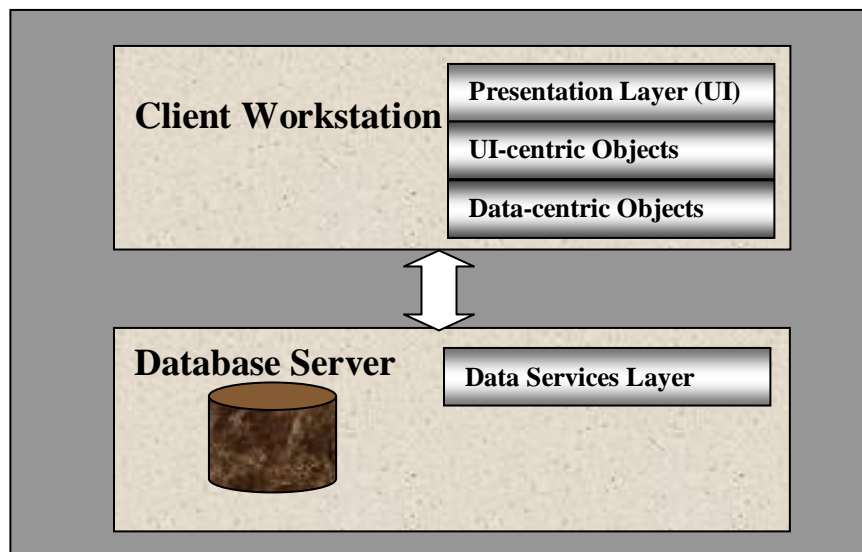 Client Workstation
Presentation Layer (UI)
UI-centric Objects
Data-centric Objects
Database Server
Data Services Layer